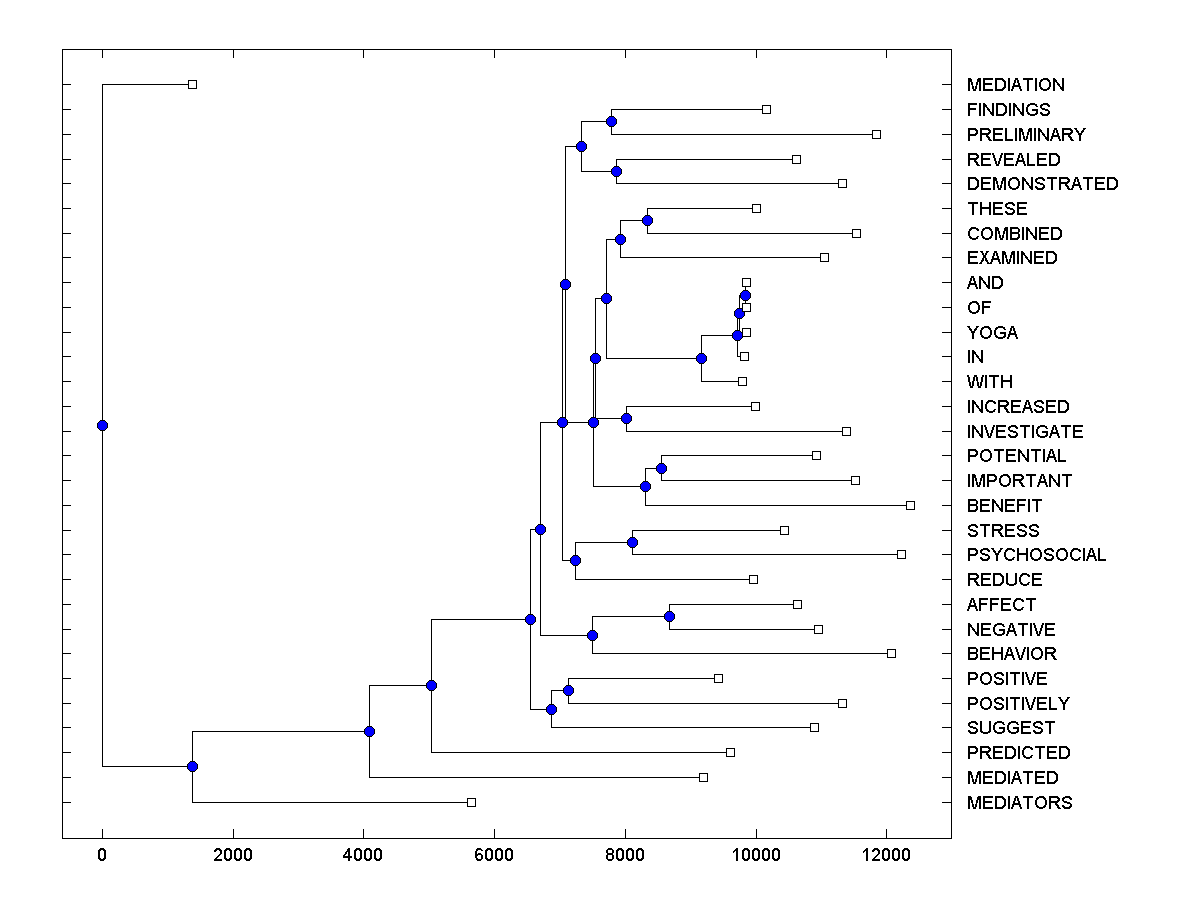 MEDIATION
FINDINGS
PRELIMINARY
REVEALED
DEMONSTRATED
THESE
COMBINED
EXAMINED
AND
OF
YOGA
IN
WITH
INCREASED
INVESTIGATE
POTENTIAL
IMPORTANT
BENEFIT
STRESS
PSYCHOSOCIAL
REDUCE
AFFECT
NEGATIVE
BEHAVIOR
POSITIVE
POSITIVELY
SUGGEST
PREDICTED
MEDIATED
MEDIATORS
0 2000 4000 6000 8000 10000 12000